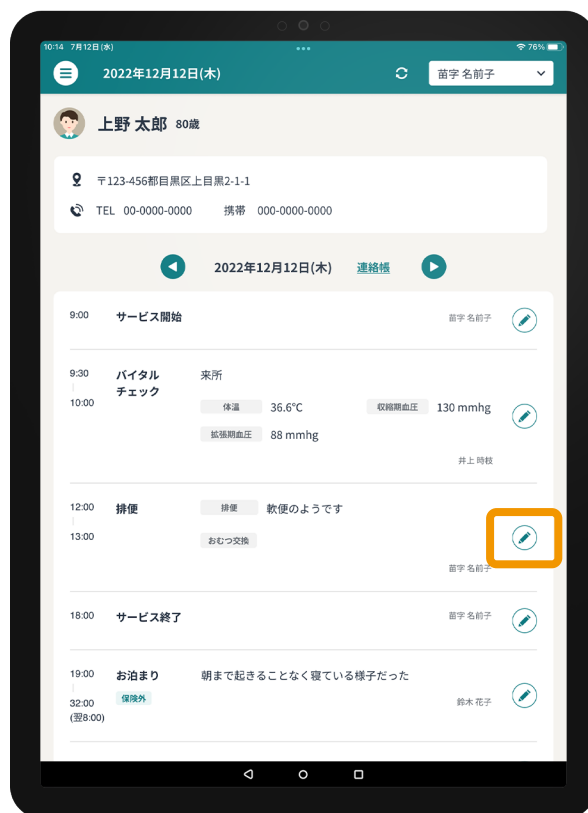 10:14 7月12日(水) 76%
2022年12月12日(木) 苗字 名前子
上野 太郎 80歳
〒123-456都目黒区上目黒2-1-1
TEL 00-0000-0000 携帯 000-0000-0000
2022年12月12日(木) 連絡帳
9:00 サービス開始 苗字 名前子
9:30 バイタル 来所
チェック
10:00 体温 36.6℃ 収縮期血圧 130 mmhg
拡張期血圧 88 mmhg
井上 時枝
12:00 排便 排便 軟便のようです
13:00 おむつ交換
苗字 名前子
18:00 サービス終了 苗字 名前子
19:00 お泊まり 朝まで起きることなく寝ている様子だった
保険外
32:00 鈴木 花子
(翌8:00)